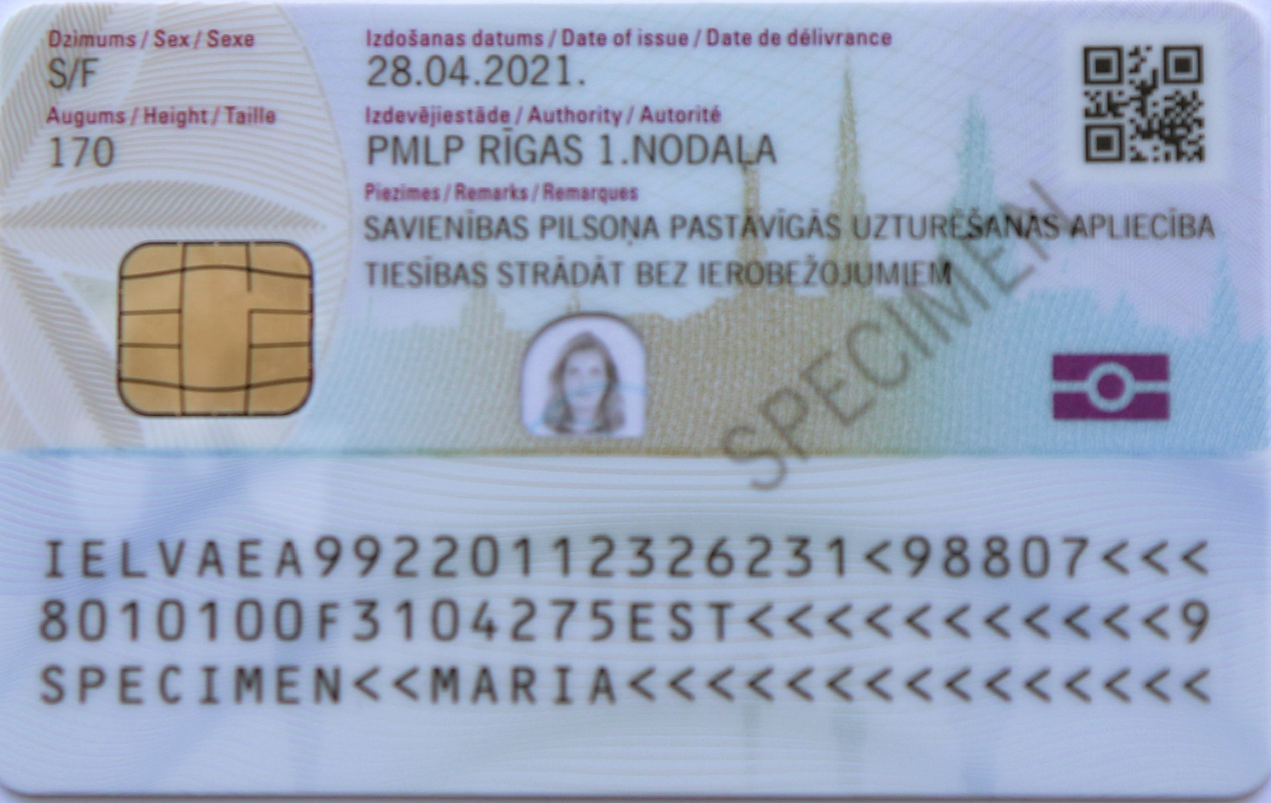 Dzimums / Sex / Sexe
S/F
Augums / Height / Taille
170
Izdošanas datums / Date of issue / Date de délivrance
28.04.2021.
Izdevējiestāde / Authority / Autorité
PMLP RĪGAS 1.NODAĻA
Piezīmes / Remarks / Remarques
SAVIENĪBAS PILSOŅA PASTĀVĪGĀS UZTURĒŠANĀS APLIECĪBA
TIESĪBAS STRĀDĀT BEZ IEROBEŽOJUMIEM
SPECIMEN
IELVAEA99220112326231<98807<<<
8010100F3104275EST<<<<<<<<<<<9
SPECIMEN<<MARIA<<<<<<<<<<<<<<<